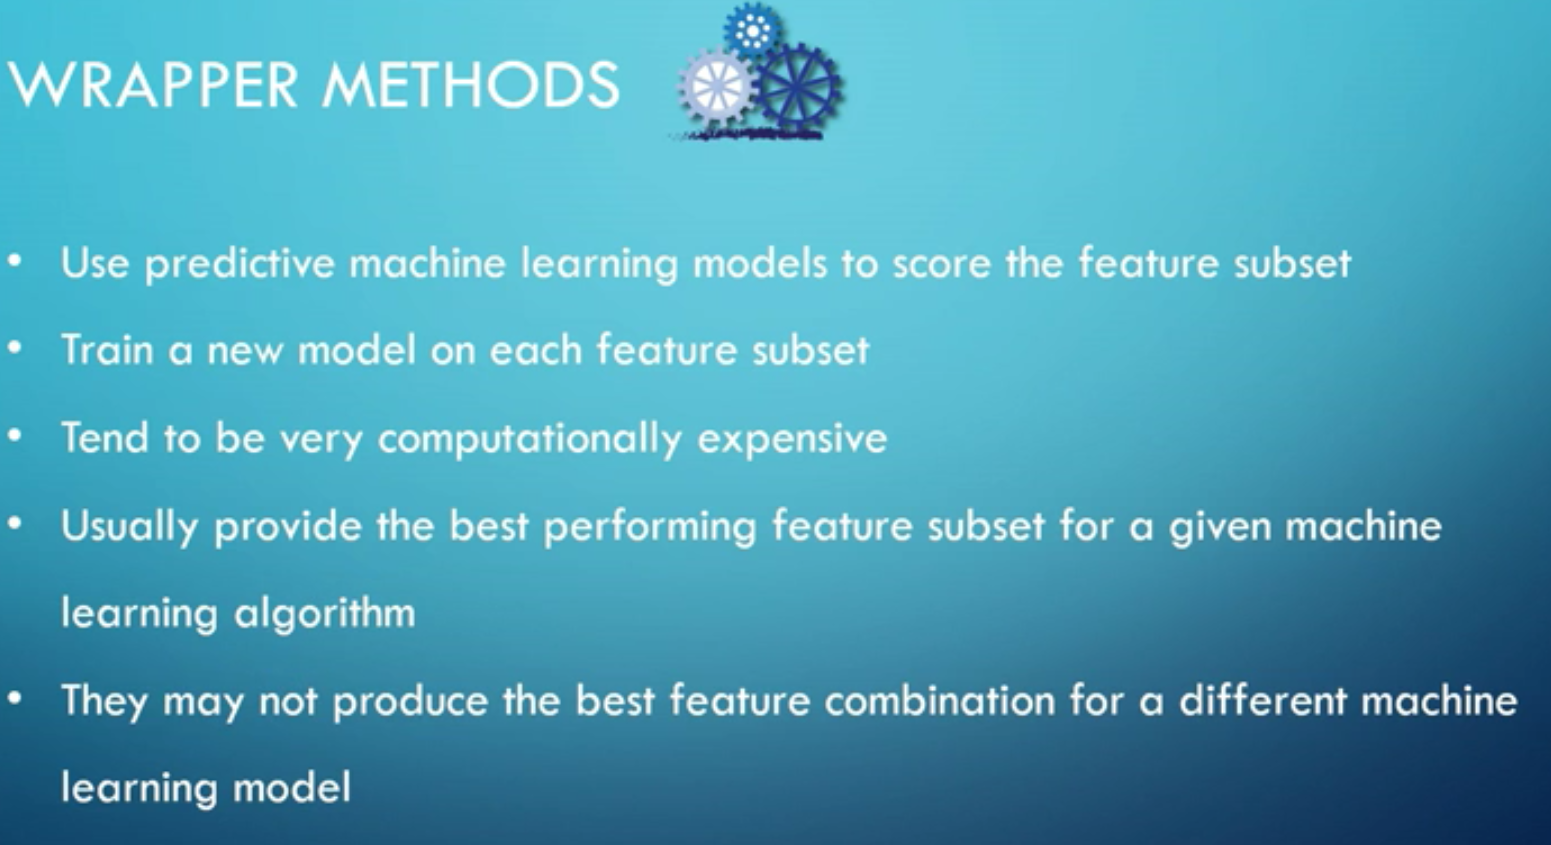 WRAPPER METHODS
• Use predictive machine learning models to score the feature subset
• Train a new model on each feature subset
• Tend to be very computationally expensive
• Usually provide the best performing feature subset for a given machine
learning algorithm
• They may not produce the best feature combination for a different machine
learning model